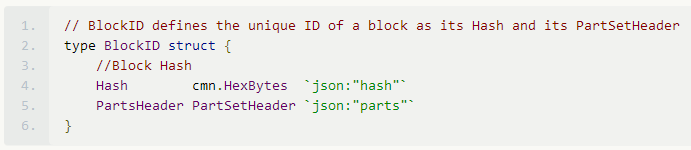 1. // BlockID defines the unique ID of a block as its Hash and its PartSetHeader
2. type BlockID struct {
3.     //Block Hash
4.     Hash        cmn.HexBytes  `json:"hash"`
5.     PartsHeader PartSetHeader `json:"parts"`
6. }